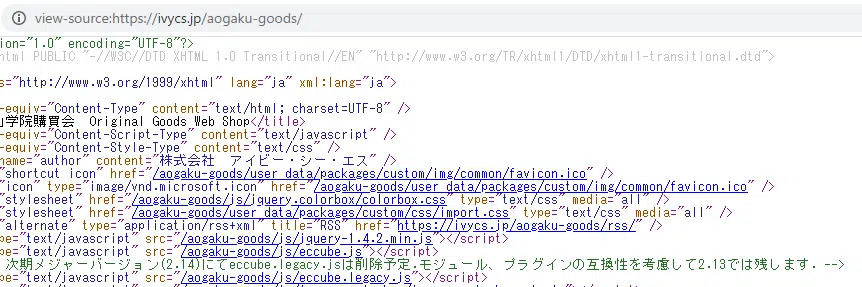 view-source:https://ivycs.jp/aogaku-goods/
ion="1.0" encoding="UTF-8"?>
html PUBLIC "-//W3C//DTD XHTML 1.0 Transitional//EN" "http://www.w3.org/TR/xhtml1/DTD/xhtml1-transitional.dtd">
s="http://www.w3.org/1999/xhtml" lang="ja" xml:lang="ja">
-equiv="Content-Type" content="text/html; charset=UTF-8" />
山学院購買会 Original Goods Web Shop</title>
-equiv="Content-Script-Type" content="text/javascript" />
-equiv="Content-Style-Type" content="text/css" />
name="author" content="株式会社 アイビー・シー・エス" />
"shortcut icon" href="/aogaku-goods/user_data/packages/custom/img/common/favicon.ico" />
"icon" type="image/vnd.microsoft.icon" href="/aogaku-goods/user_data/packages/custom/img/common/favicon.ico" />
"stylesheet" href="/aogaku-goods/js/jquery.colorbox/colorbox.css" type="text/css" media="all" />
"stylesheet" href="/aogaku-goods/user_data/packages/custom/css/import.css" type="text/css" media="all" />
"alternate" type="application/rss+xml" title="RSS" href="https://ivycs.jp/aogaku-goods/rss/" />
pe="text/javascript" src="/aogaku-goods/js/jquery-1.4.2.min.js"></script>
pe="text/javascript" src="/aogaku-goods/js/eccube.js"></script>
次期メジャーバージョン(2.14)にてeccube.legacy.jsは削除予定.モジュール、プラグインの互換性を考慮して2.13では残します. -->
pe="text/javascript" src="/aogaku-goods/js/eccube.legacy.js"></script>